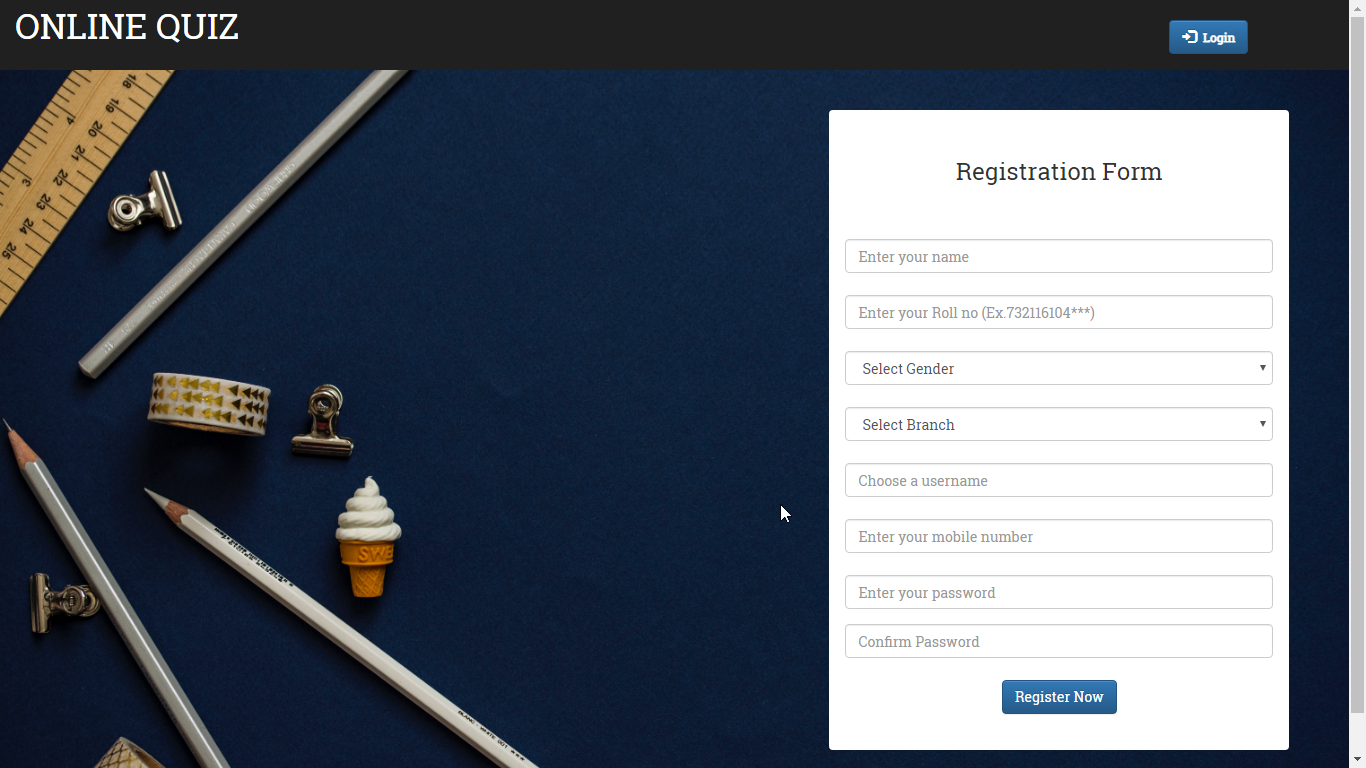 ONLINE QUIZ
Login
Registration Form
Enter your name
Enter your Roll no (Ex.732116104***)
Select Gender
Select Branch
Choose a username
Enter your mobile number
Enter your password
Confirm Password
Register Now
SWE